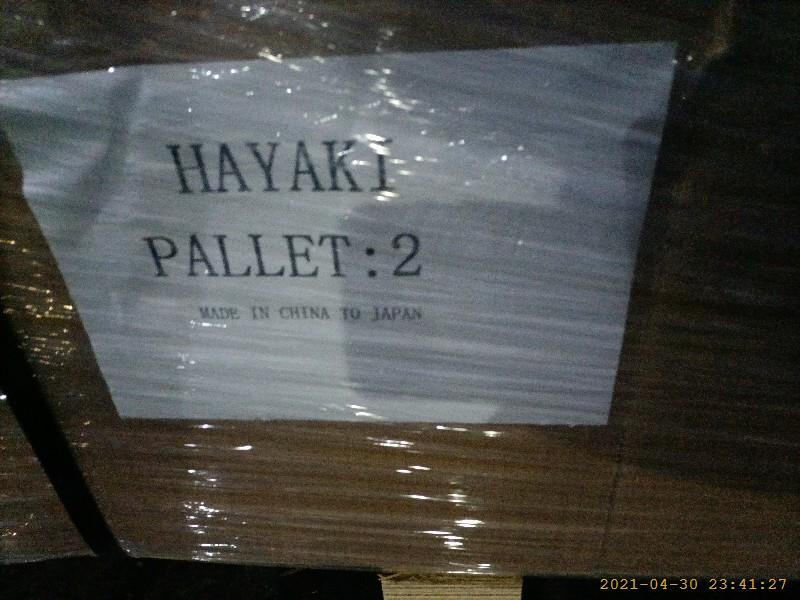 HAYAKI
PALLET:2
MADE IN CHINA TO JAPAN
2021-04-30 23:41:27